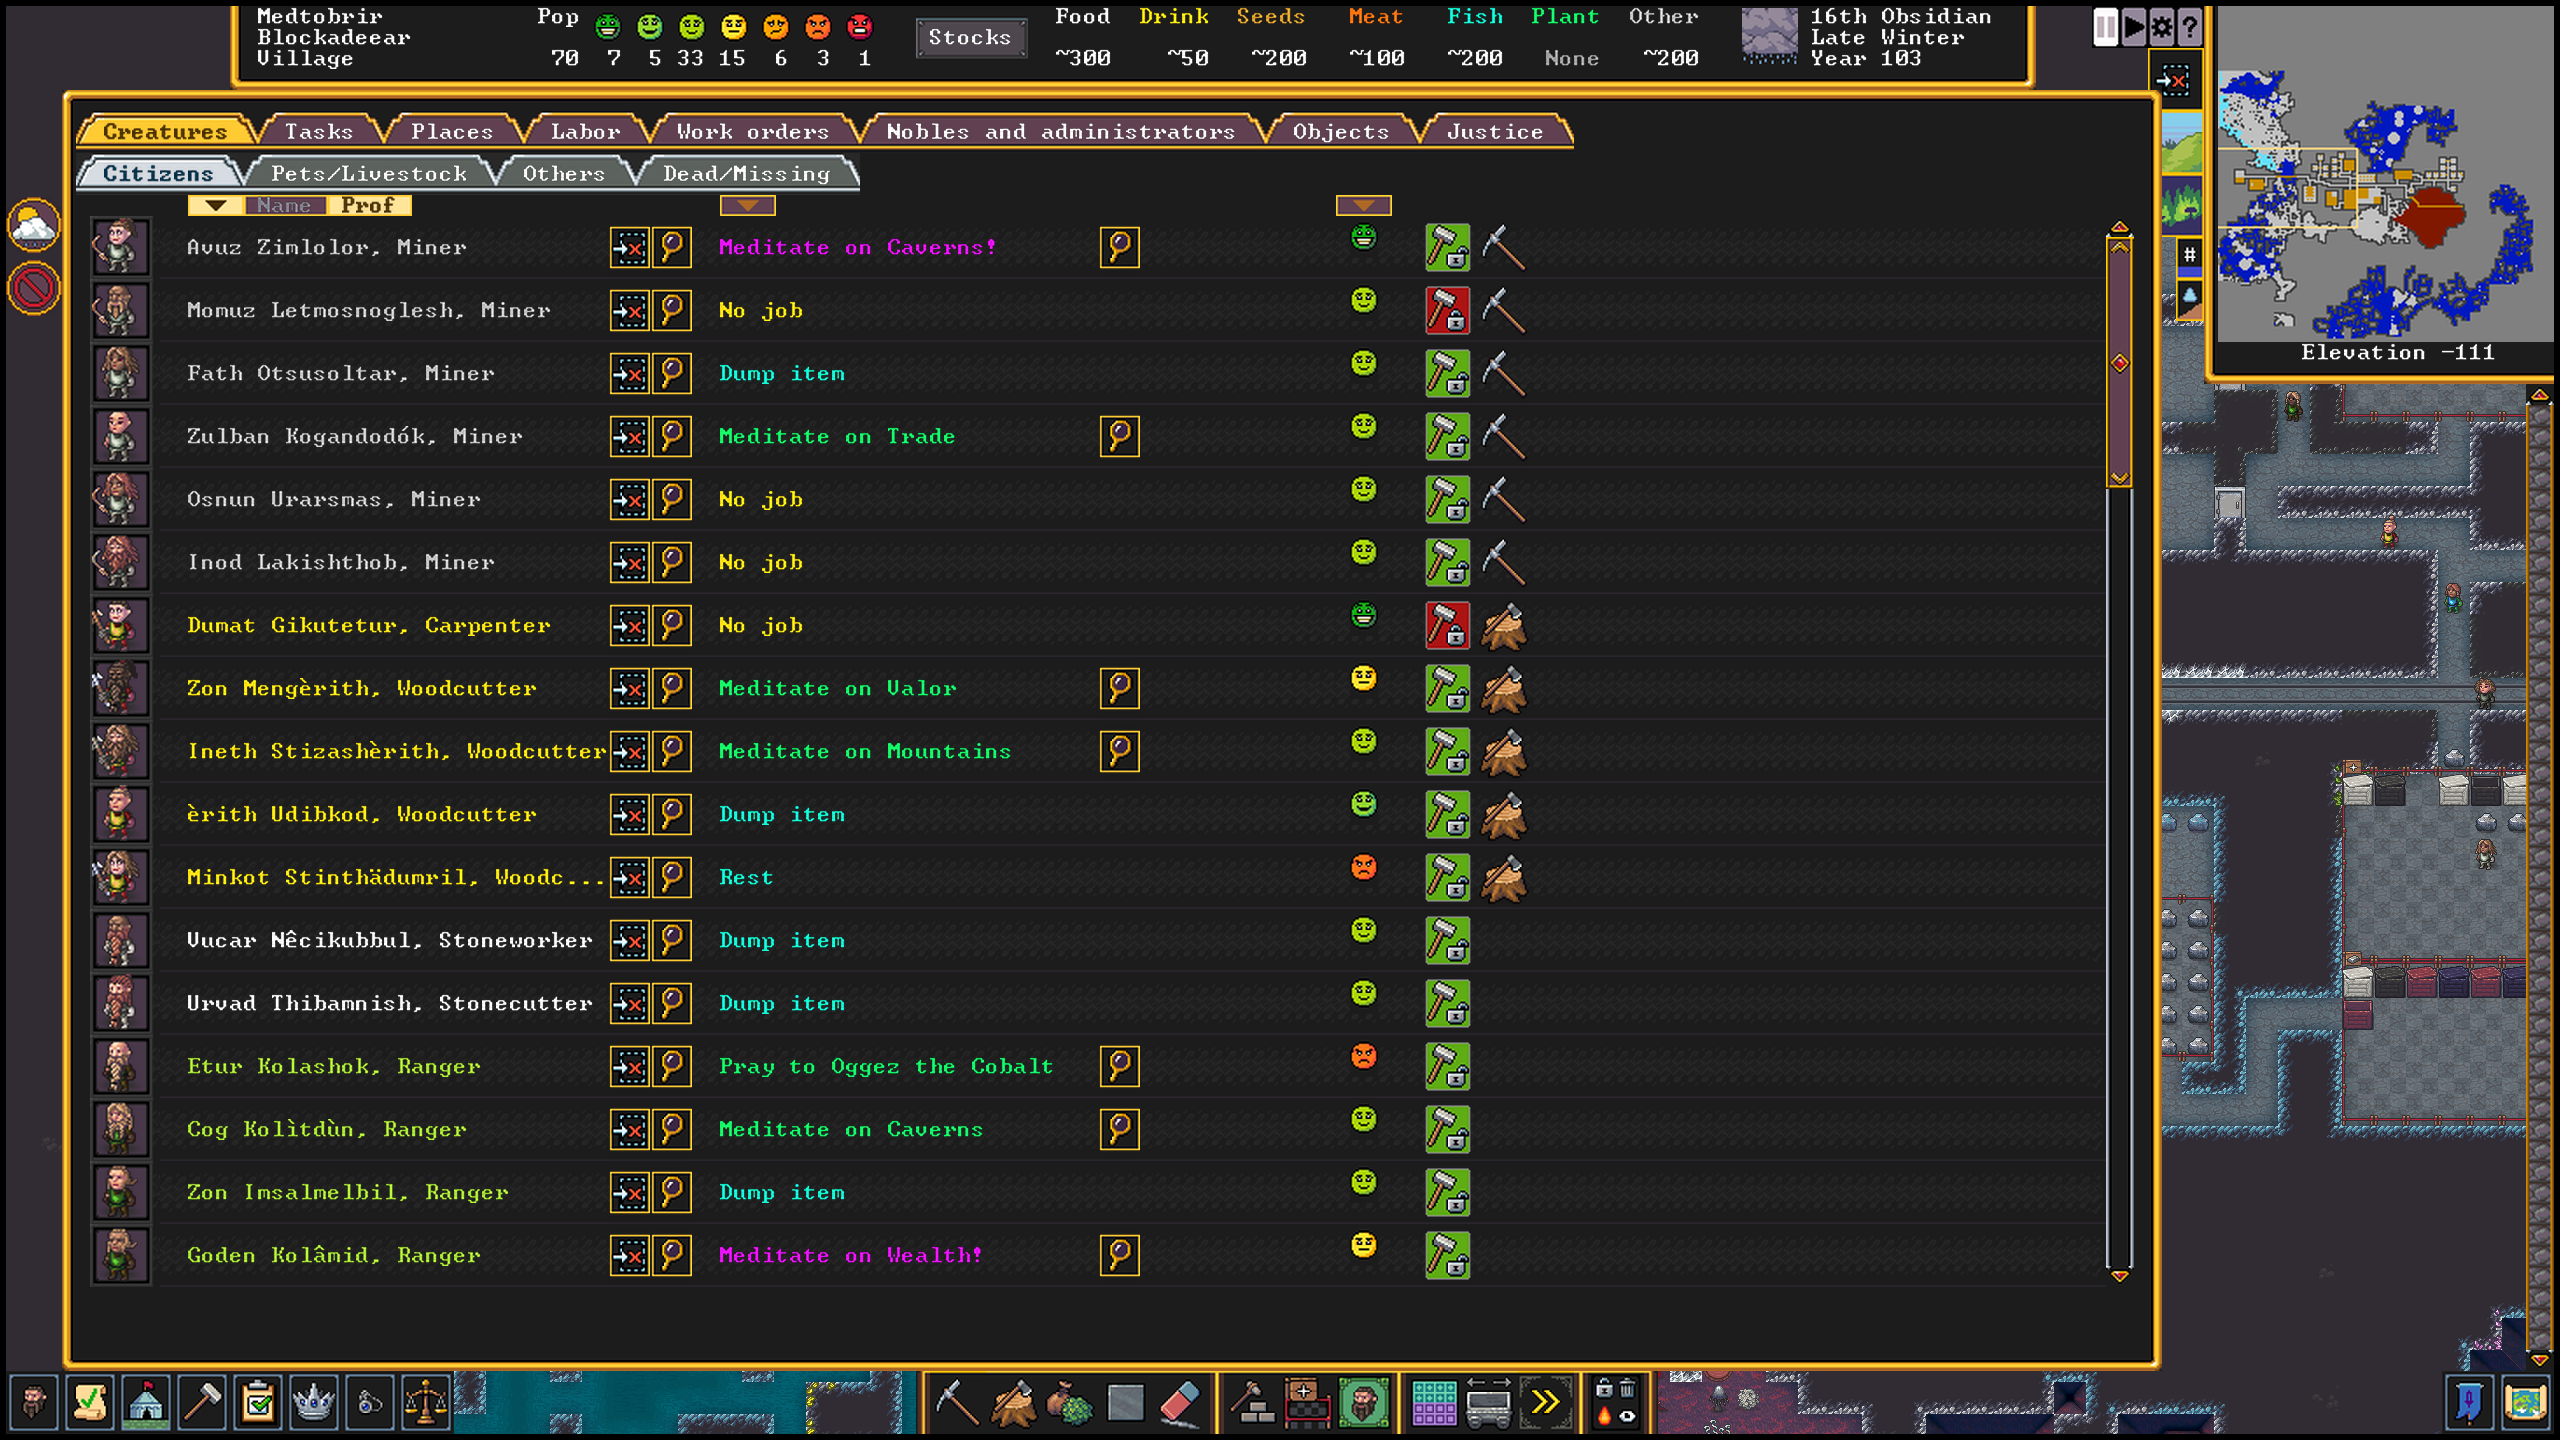 Medtobrir
Blockadeear
Village
Pop
70 7 5 33 15 6 3 1
Stocks
Food Drink Seeds Meat Fish Plant Other
~300 ~50 ~200 ~100 ~200 None ~200
16th Obsidian
Late Winter
Year 103
?
Creatures Tasks Places Labor Work orders Nobles and administrators Objects Justice
Citizens Pets/Livestock Others Dead/Missing
Name Prof
Avuz Zimlolor, Miner Meditate on Caverns!
Momuz Letmosnoglesh, Miner No job
Fath Otsusoltar, Miner Dump item
Zulban Kogandodók, Miner Meditate on Trade
Osnun Urarsmas, Miner No job
Inod Lakishthob, Miner No job
Dumat Gikutetur, Carpenter No job
Zon Mengèrith, Woodcutter Meditate on Valor
Ineth Stizashèrith, Woodcutter Meditate on Mountains
èrith Udibkod, Woodcutter Dump item
Minkot Stinthädumril, Woodc... Rest
Vucar Nêcikubbul, Stoneworker Dump item
Urvad Thibamnish, Stonecutter Dump item
Etur Kolashok, Ranger Pray to Oggez the Cobalt
Cog Kolìtdùn, Ranger Meditate on Caverns
Zon Imsalmelbil, Ranger Dump item
Goden Kolâmid, Ranger Meditate on Wealth!
Elevation -111
#